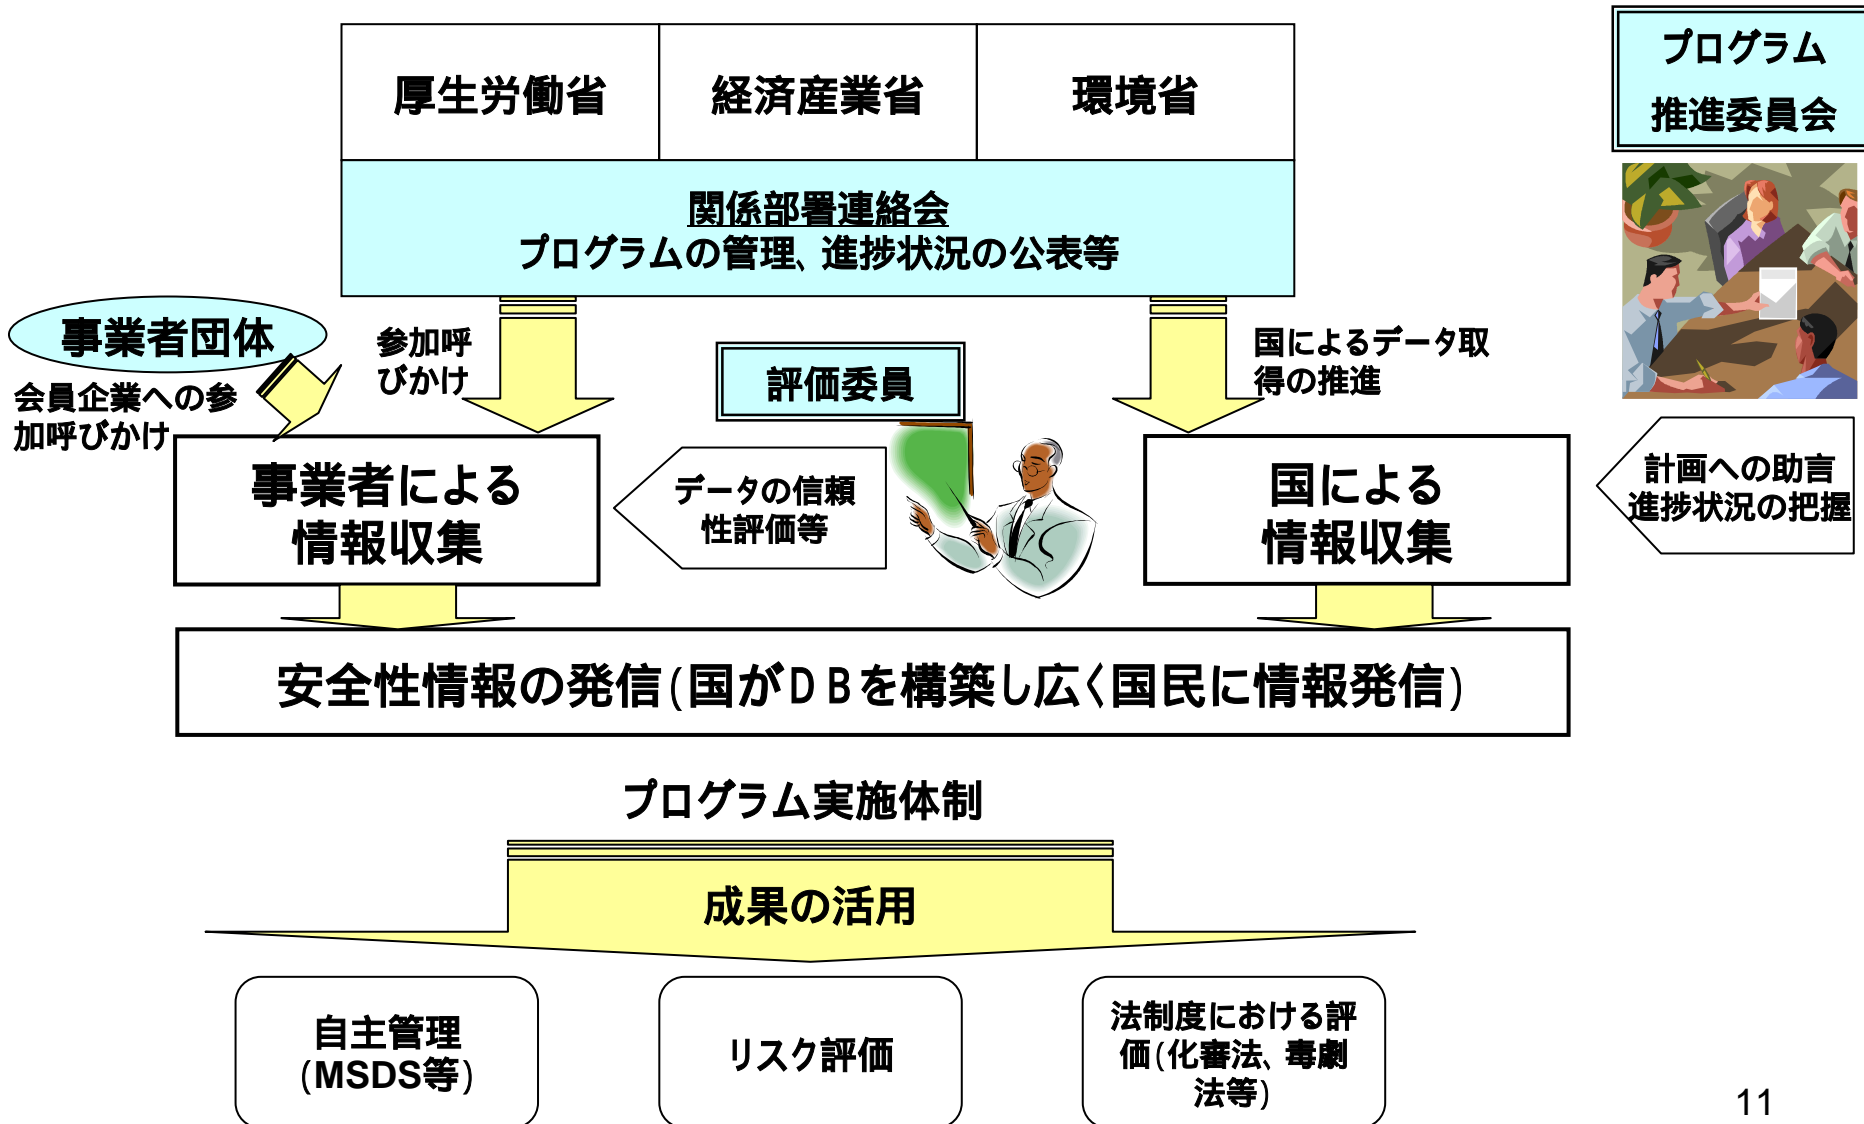 厚生労働省
経済産業省
環境省
プログラム
推進委員会
関係部署連絡会
プログラムの管理、進捗状況の公表等
事業者団体
会員企業への参
加呼びかけ
参加呼
びかけ
評価委員
国によるデータ取
得の推進
事業者による
情報収集
データの信頼
性評価等
国による
情報収集
計画への助言
進捗状況の把握
安全性情報の発信(国がDBを構築し広く国民に情報発信)
プログラム実施体制
成果の活用
自主管理
(MSDS等)
リスク評価
法制度における評
価(化審法、毒劇
法等)
11